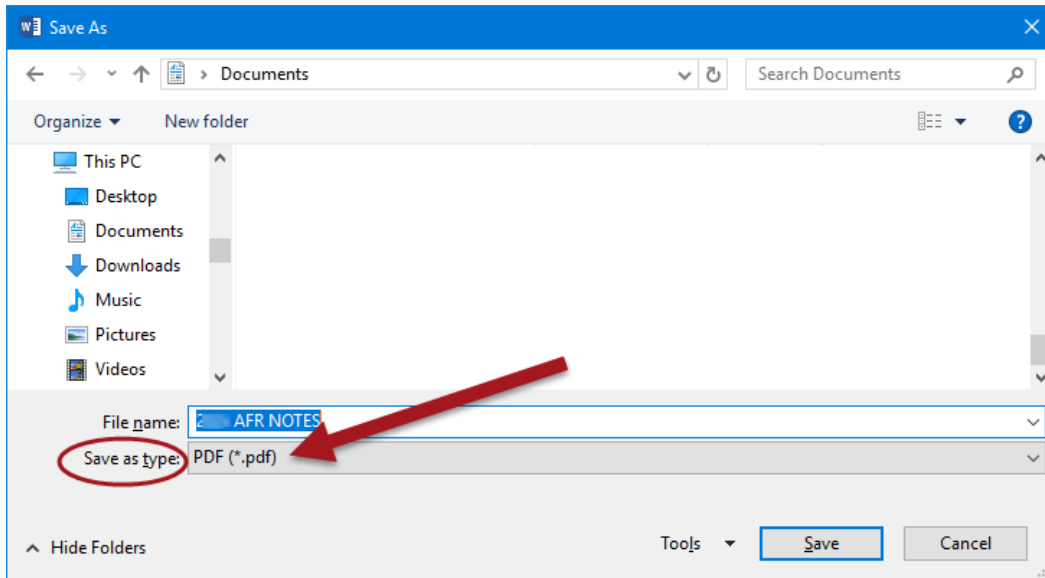 Save As
Documents
Search Documents
Organize
New folder
This PC
Desktop
Documents
Downloads
Music
Pictures
Videos
File name: AFR NOTES
Save as type: PDF (*.pdf)
Hide Folders
Tools
Save
Cancel